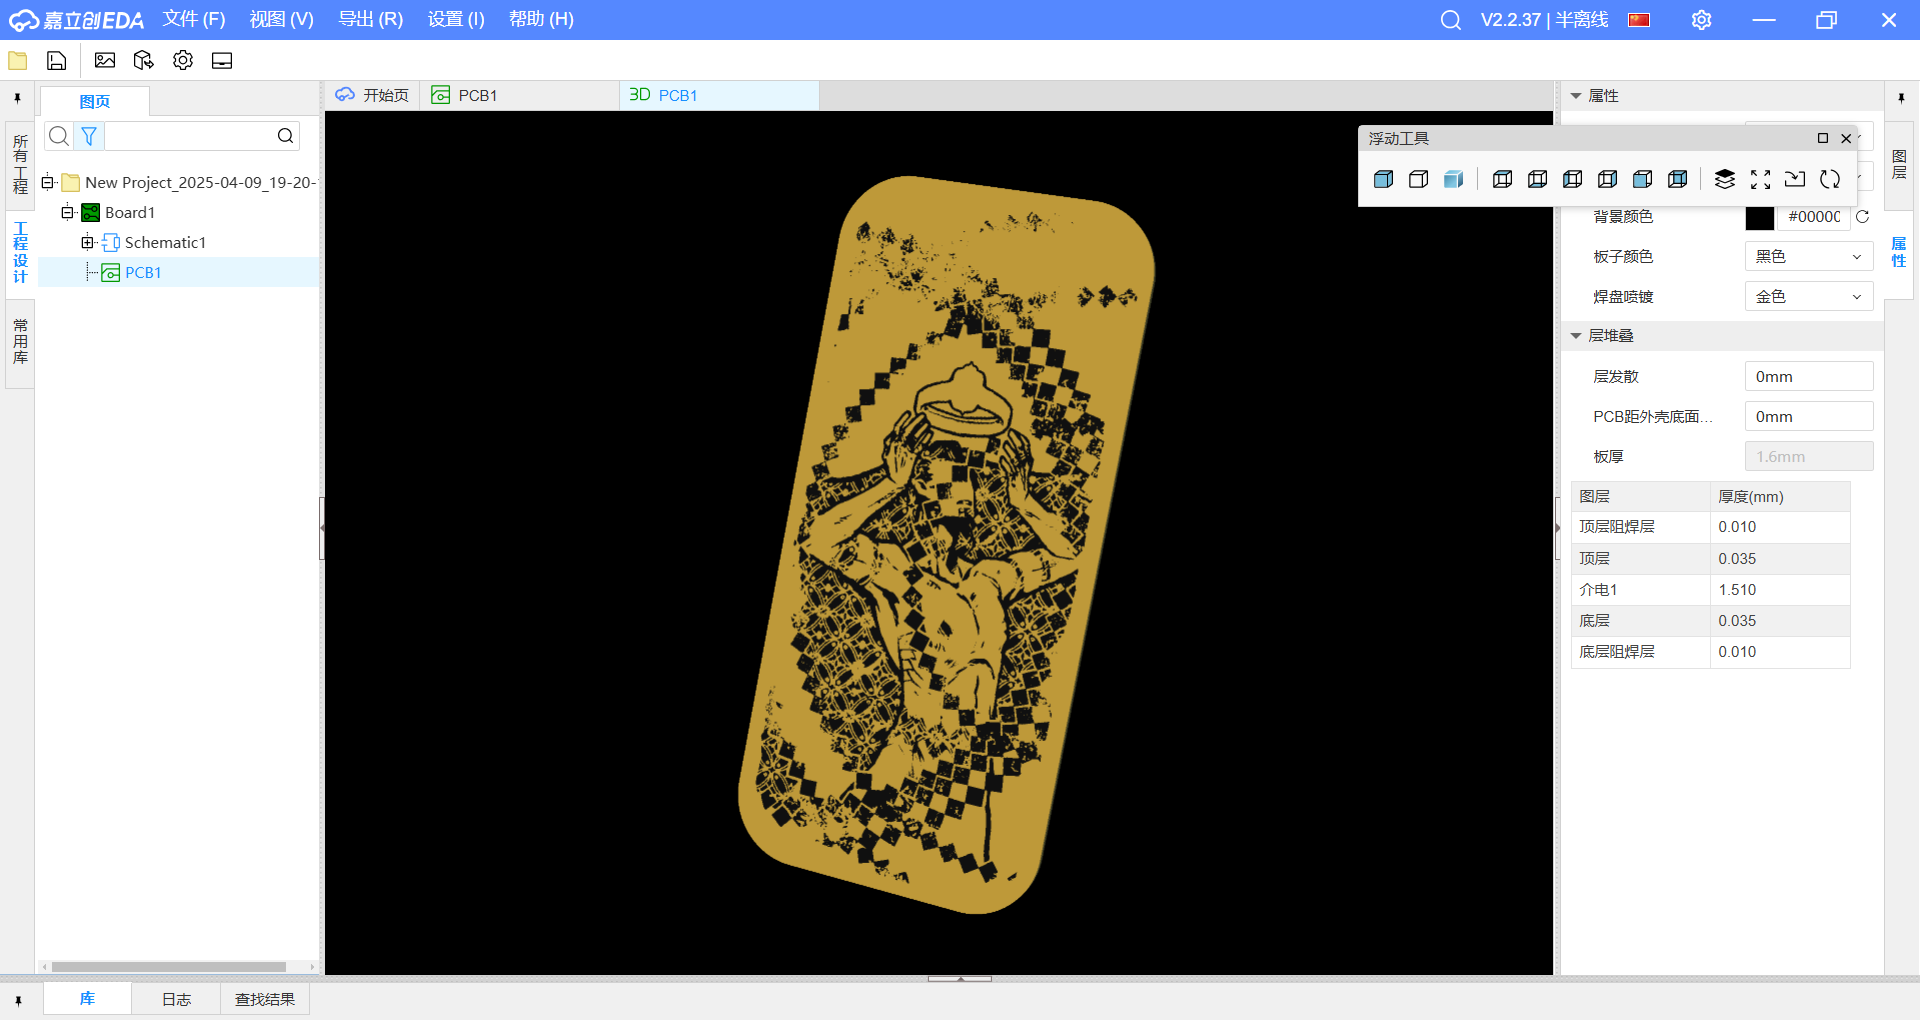 嘉立创EDA 文件 (F) 视图 (V) 导出 (R) 设置 (I) 帮助 (H) V2.2.37 | 半离线
图页
所有工程
工程设计
常用库
New Project_2025-04-09_19-20-
Board1
Schematic1
PCB1
开始页 PCB1 3D PCB1
浮动工具
属性
背景颜色 #00000
板子颜色 黑色
焊盘喷镀 金色
层堆叠
层发散 0mm
PCB距外壳底面... 0mm
板厚 1.6mm
图层 厚度(mm)
顶层阻焊层 0.010
顶层 0.035
介电1 1.510
底层 0.035
底层阻焊层 0.010
图层
属性
库 日志 查找结果